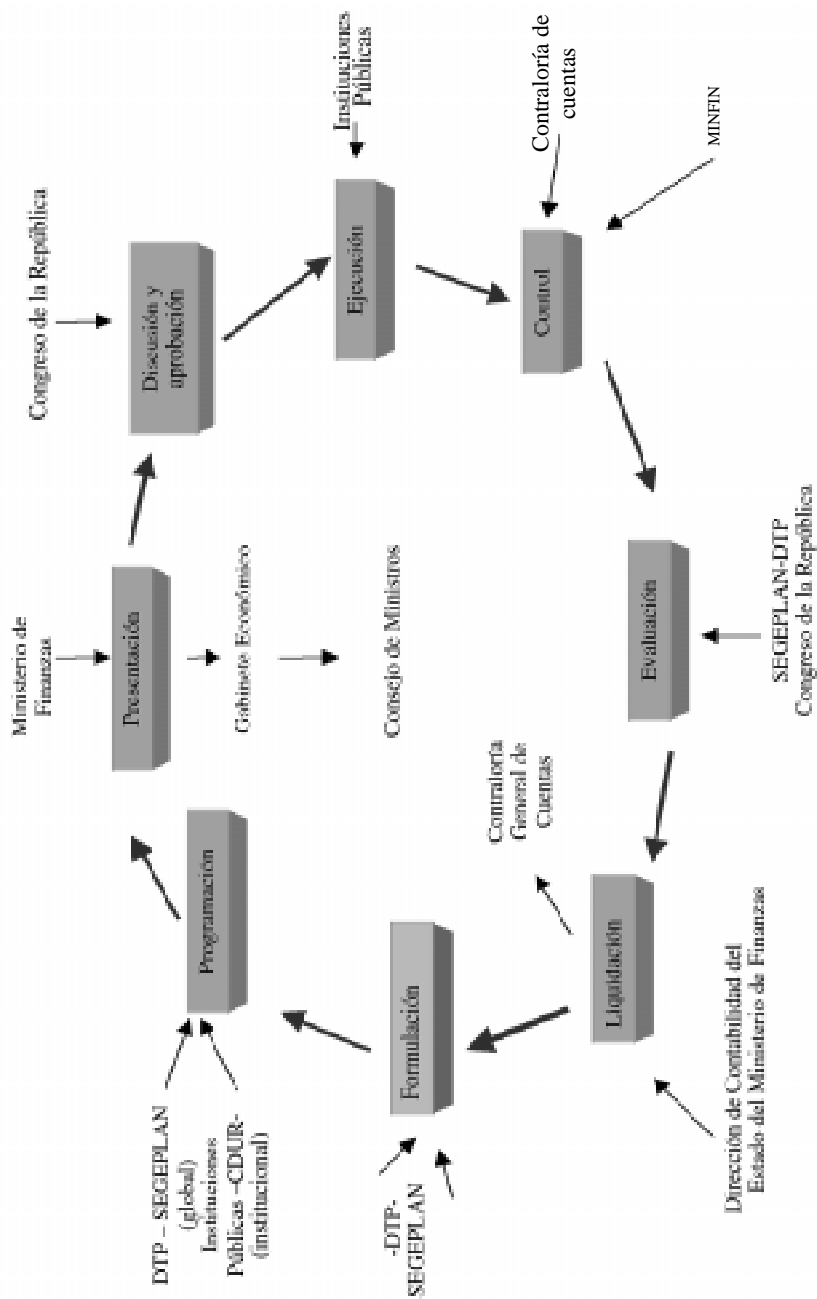 Ministerio de
Finanzas
Congreso de la República
Presentación
Discusión y
aprobación
Instituciones
Públicas
Ejecución
Contraloría de
cuentas
MINFIN
Control
Gabinete Económico
Consejo de Ministros
Programación
DTP – SEGEPLAN
(global)
Instituciones
Públicas –CDUR-
(institucional)
Formulación
-DTP-
SEGEPLAN
Contraloría
General de
Cuentas
Liquidación
Dirección de Contabilidad del
Estado del Ministerio de Finanzas
Evaluación
SEGEPLAN-DTP
Congreso de la República